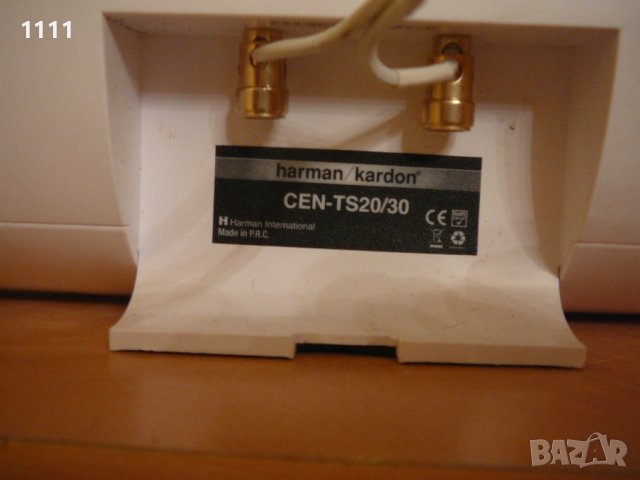 1111
harman/kardon®
CEN-TS20/30
CE
H Harman International
Made in P.R.C.
BAZAR